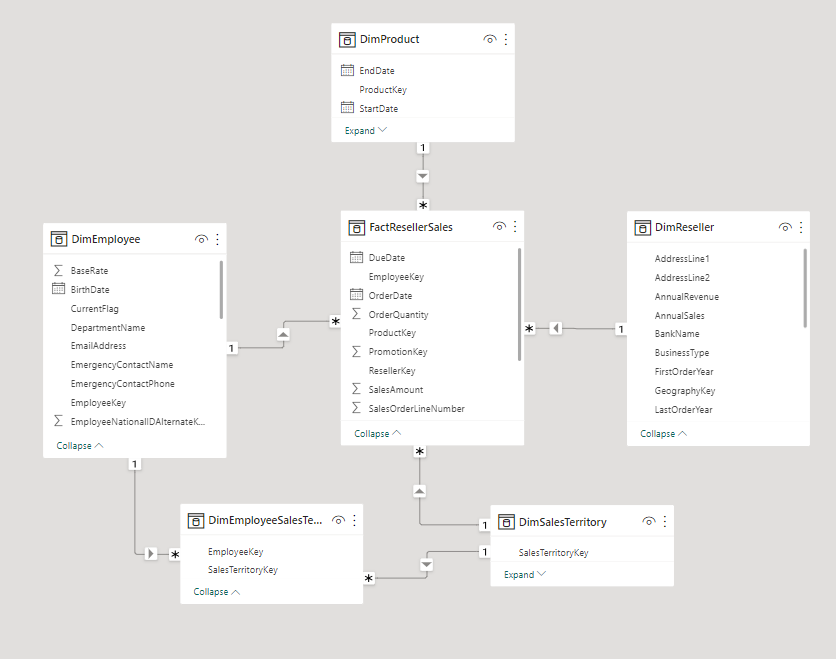 DimProduct
EndDate
ProductKey
StartDate
Expand
1
*
DimEmployee
BaseRate
BirthDate
CurrentFlag
DepartmentName
EmailAddress
EmergencyContactName
EmergencyContactPhone
EmployeeKey
EmployeeNationalIDAlternateK...
Collapse
1
*
FactResellerSales
DueDate
EmployeeKey
OrderDate
OrderQuantity
ProductKey
PromotionKey
ResellerKey
SalesAmount
SalesOrderLineNumber
Collapse
*
1
DimReseller
AddressLine1
AddressLine2
AnnualRevenue
AnnualSales
BankName
BusinessType
FirstOrderYear
GeographyKey
LastOrderYear
Collapse
1
*
*
1
DimEmployeeSalesTe...
EmployeeKey
SalesTerritoryKey
Collapse
*
1
DimSalesTerritory
SalesTerritoryKey
Expand